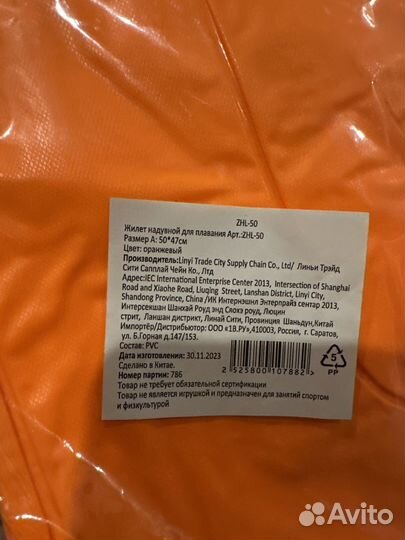 ZHL-50
Жилет надувной для плавания Арт.:ZHL-50
Размер А: 50*47см
Цвет: оранжевый
Производитель:Linyi Trade City Supply Chain Co., Ltd/ Линьи Трэйд
Сити Сапплай Чейн Ко., Лтд
Адрес:IEC International Enterprise Center 2013, Intersection of Shanghai
Road and Xiaohe Road, Liuqing Street, Lanshan District, Linyi City,
Shandong Province, China /ИК Интернэшнл Энтерпрайз сентар 2013,
Интерсекшан Шанхай Роуд энд Сяохэ роуд, Люцин
стрит, Ланшан дистрикт, Линай Сити, Провинция Шаньдун,Китай
Импортёр/Дистрибьютор: ООО «1В.РУ»,410003, Россия, г. Саратов,
ул. Б.Горная д.147/153.
Состав: PVC
Дата изготовления: 30.11.2023
Сделано в Китае.
Номер партии: 786
2 525800 107882 >
5
PP
Товар не требует обязательной сертификации
Товар не является игрушкой и предназначен для занятий спортом
и физкультурой
Avito